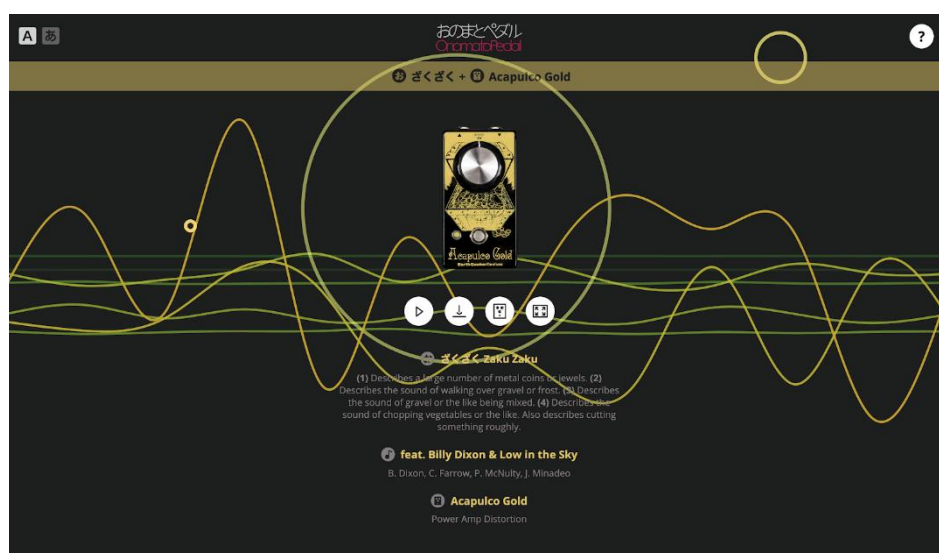 A あ
おのまとペダル
OnomatoPedal
?
お ざくざく + Acapulco Gold
Acapulco Gold
ざくざく Zaku Zaku
(1) Describes a large number of metal coins or jewels. (2)
Describes the sound of walking over gravel or frost. (3) Describes
the sound of gravel or the like being mixed. (4) Describes the
sound of chopping vegetables or the like. Also describes cutting
something roughly.
feat. Billy Dixon & Low in the Sky
B. Dixon, C. Farrow, P. McNulty, J. Minadeo
Acapulco Gold
Power Amp Distortion